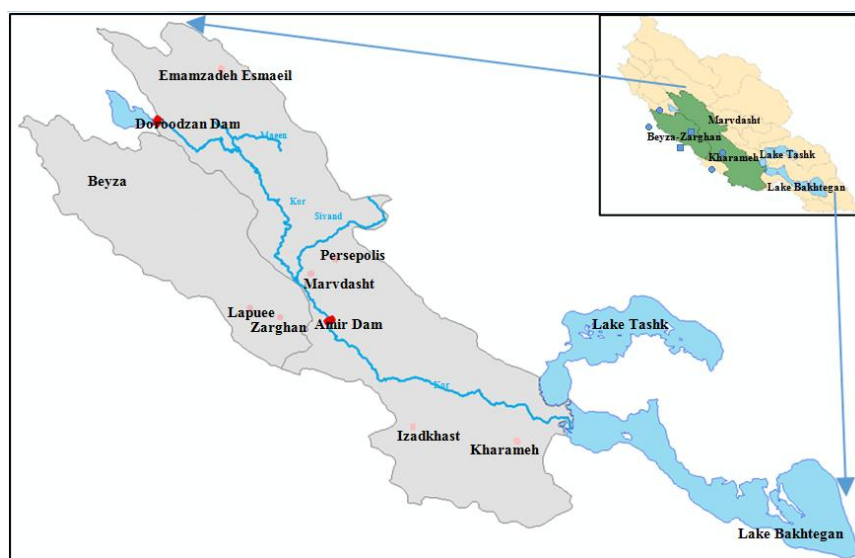 Emamzadeh Esmaeil
Doroodzan Dam
Maeen
Beyza
Kor
Sivand
Persepolis
Marvdasht
Lapuee
Zarghan
Amir Dam
Kor
Izadkhast
Kharameh
Lake Tashk
Lake Bakhtegan
Marvdasht
Beyza-Zarghan
Kharameh
Lake Tashk
Lake Bakhtegan